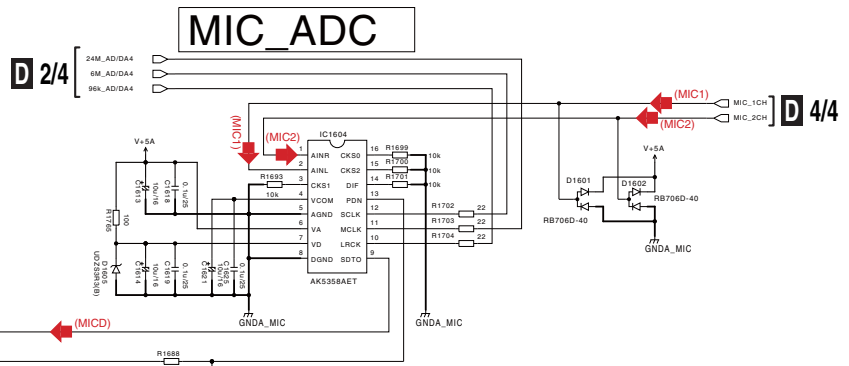 MIC_ADC
24M_AD/DA4
D 2/4
6M_AD/DA4
96k_AD/DA4
(MIC1)
MIC_1CH
D 4/4
(MIC2)
MIC_2CH
(MIC1)
(MIC2)
V+5A
IC1604
V+5A
1 AINR CKS0 16 R1699 10k
2 AINL CKS2 15 R1700 10k
R1693 10k 3 CKS1 DIF 14 R1701 10k
4 VCOM PDN 13
5 AGND SCLK 12 R1702 22
6 VA MCLK 11 R1703 22
7 VD LRCK 10 R1704 22
8 DGND SDTO 9
AK5358AET
C1613 10u/16
C1618 0.1u/25
R1765 100
D1605 UDZS3R3(B)
C1614 10u/16
C1619 0.1u/25
C1621 10u/16
C1625 0.1u/25
D1601
D1602
RB706D-40
RB706D-40
GNDA_MIC
GNDA_MIC
GNDA_MIC
(MICD)
R1688